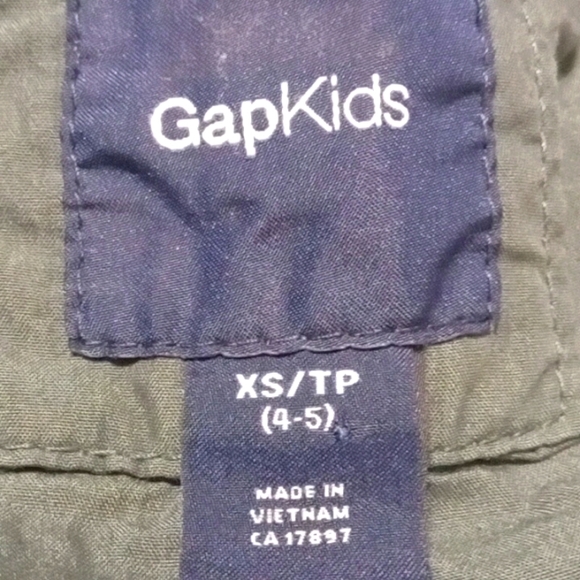 GapKids
XS/TP
(4-5)
MADE IN
VIETNAM
CA 17897